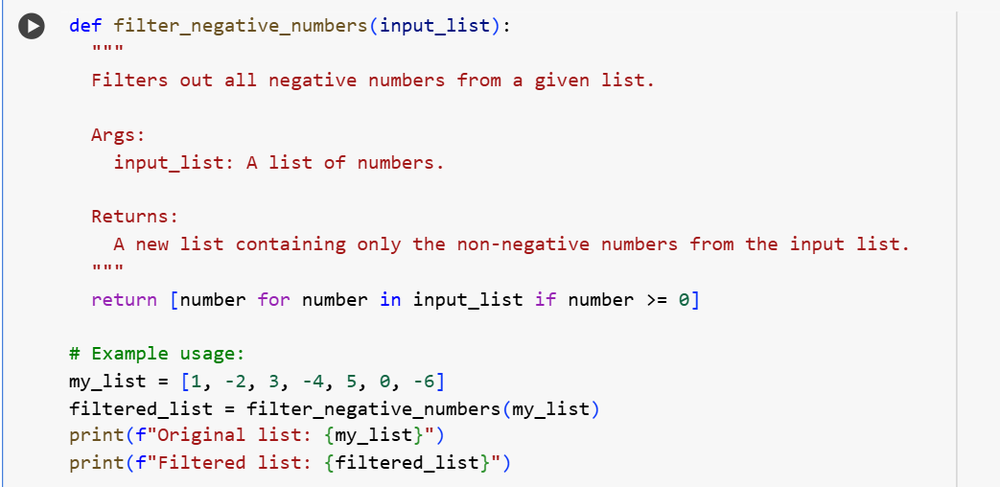 def filter_negative_numbers(input_list):
  """
  Filters out all negative numbers from a given list.

  Args:
    input_list: A list of numbers.

  Returns:
    A new list containing only the non-negative numbers from the input list.
  """
  return [number for number in input_list if number >= 0]

# Example usage:
my_list = [1, -2, 3, -4, 5, 0, -6]
filtered_list = filter_negative_numbers(my_list)
print(f"Original list: {my_list}")
print(f"Filtered list: {filtered_list}")